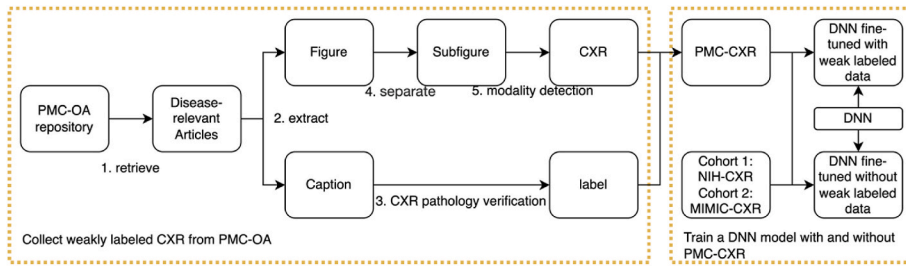 PMC-OA
repository
1. retrieve
Disease-
relevant
Articles
2. extract
Figure
4. separate
Subfigure
5. modality detection
CXR
Caption
3. CXR pathology verification
label
Collect weakly labeled CXR from PMC-OA
PMC-CXR
DNN fine-
tuned with
weak labeled
data
DNN
Cohort 1:
NIH-CXR
Cohort 2:
MIMIC-CXR
DNN fine-
tuned without
weak labeled
data
Train a DNN model with and without
PMC-CXR